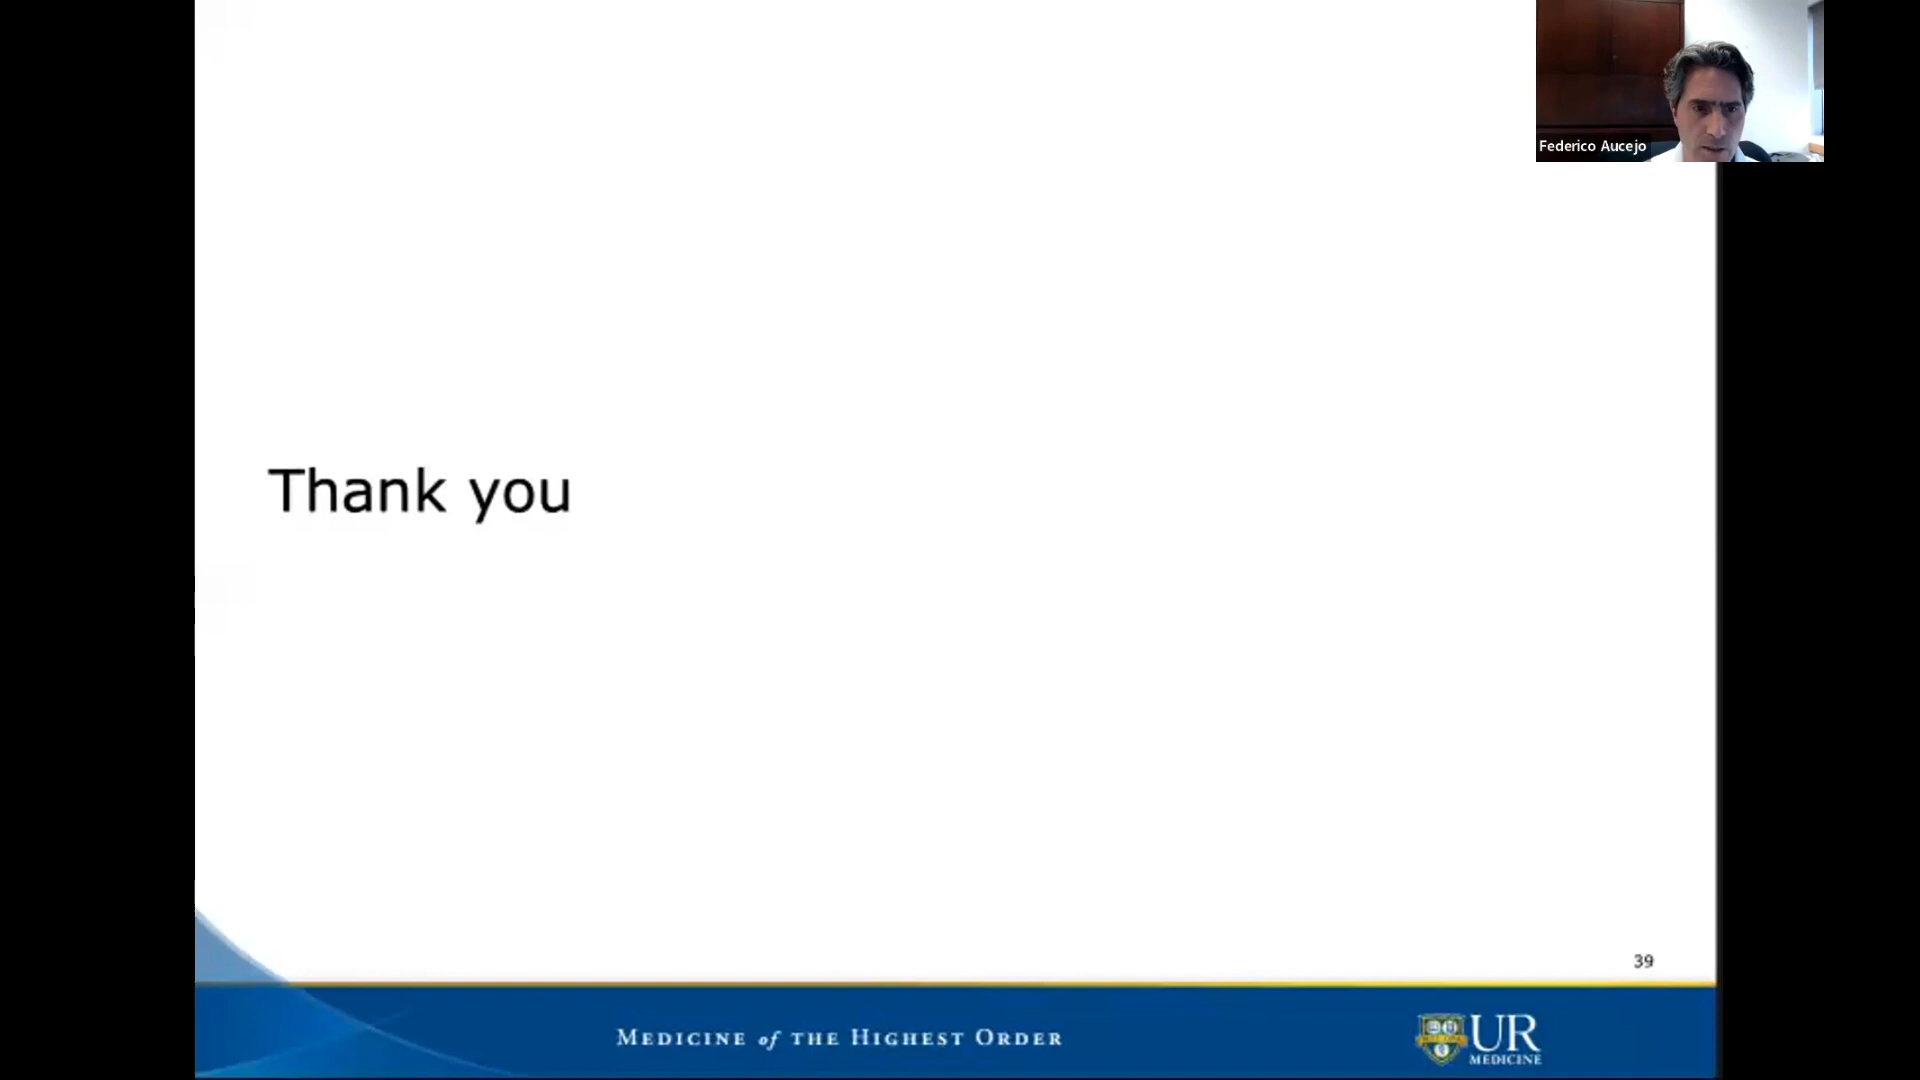 Federico Aucejo
Thank you
39
MEDICINE of THE HIGHEST ORDER
UR
MEDICINE